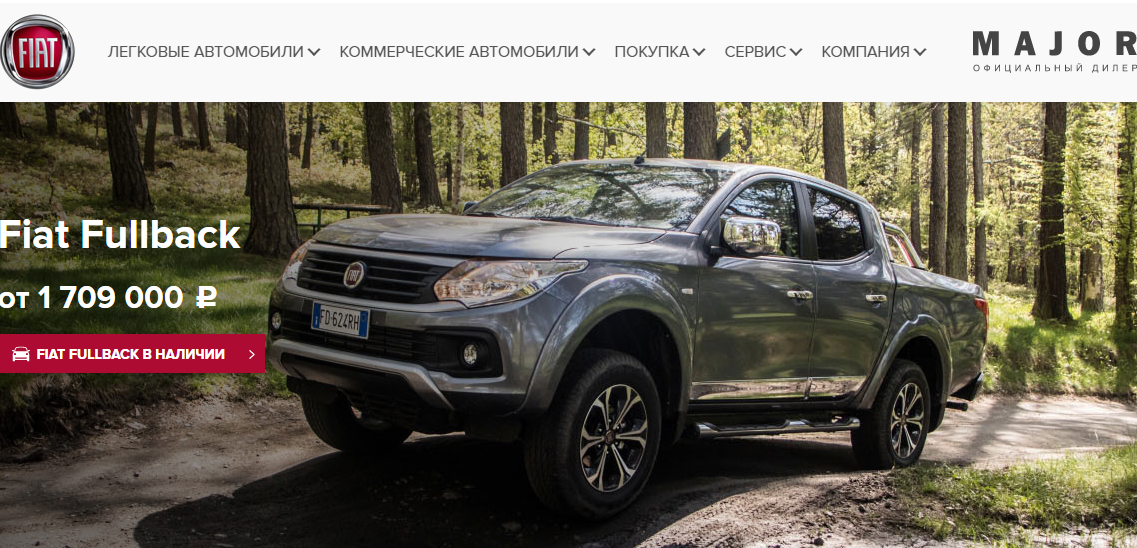 FIAT
ЛЕГКОВЫЕ АВТОМОБИЛИ
КОММЕРЧЕСКИЕ АВТОМОБИЛИ
ПОКУПКА
СЕРВИС
КОМПАНИЯ
MAJOR
ОФИЦИАЛЬНЫЙ ДИЛЕР
Fiat Fullback
от 1 709 000 ₽
FIAT FULLBACK В НАЛИЧИИ
FIAT
FD·624RH